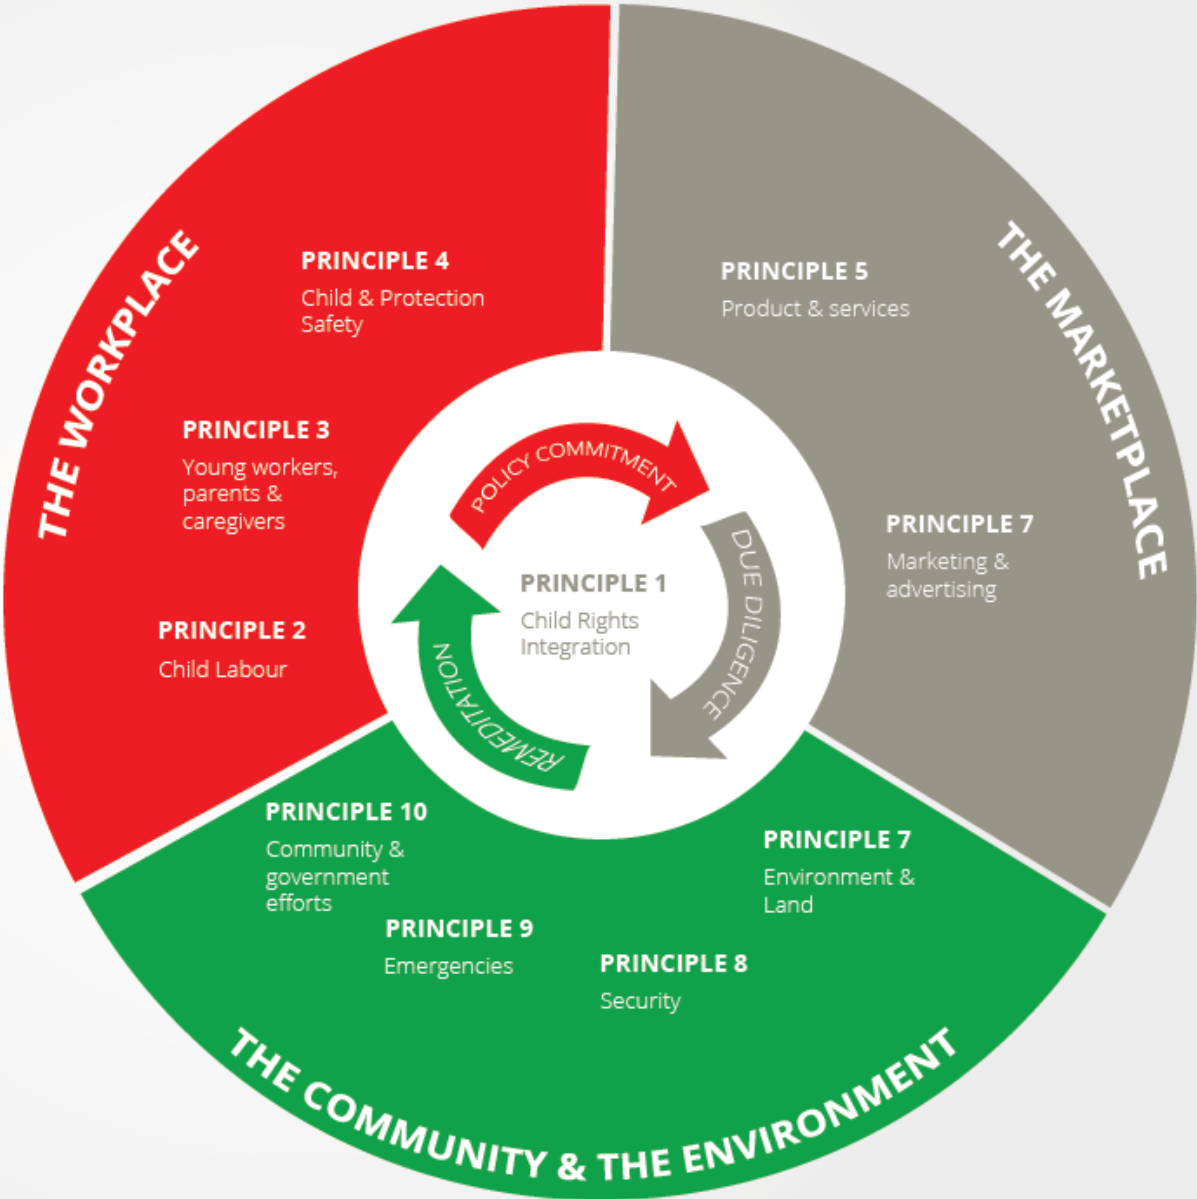 THE WORKPLACE
PRINCIPLE 4
Child & Protection
Safety
PRINCIPLE 3
Young workers,
parents &
caregivers
PRINCIPLE 2
Child Labour
THE MARKETPLACE
PRINCIPLE 5
Product & services
PRINCIPLE 7
Marketing &
advertising
POLICY COMMITMENT
DUE DILIGENCE
REMEDITATION
PRINCIPLE 1
Child Rights
Integration
PRINCIPLE 10
Community &
government
efforts
PRINCIPLE 9
Emergencies
PRINCIPLE 8
Security
PRINCIPLE 7
Environment &
Land
THE COMMUNITY & THE ENVIRONMENT